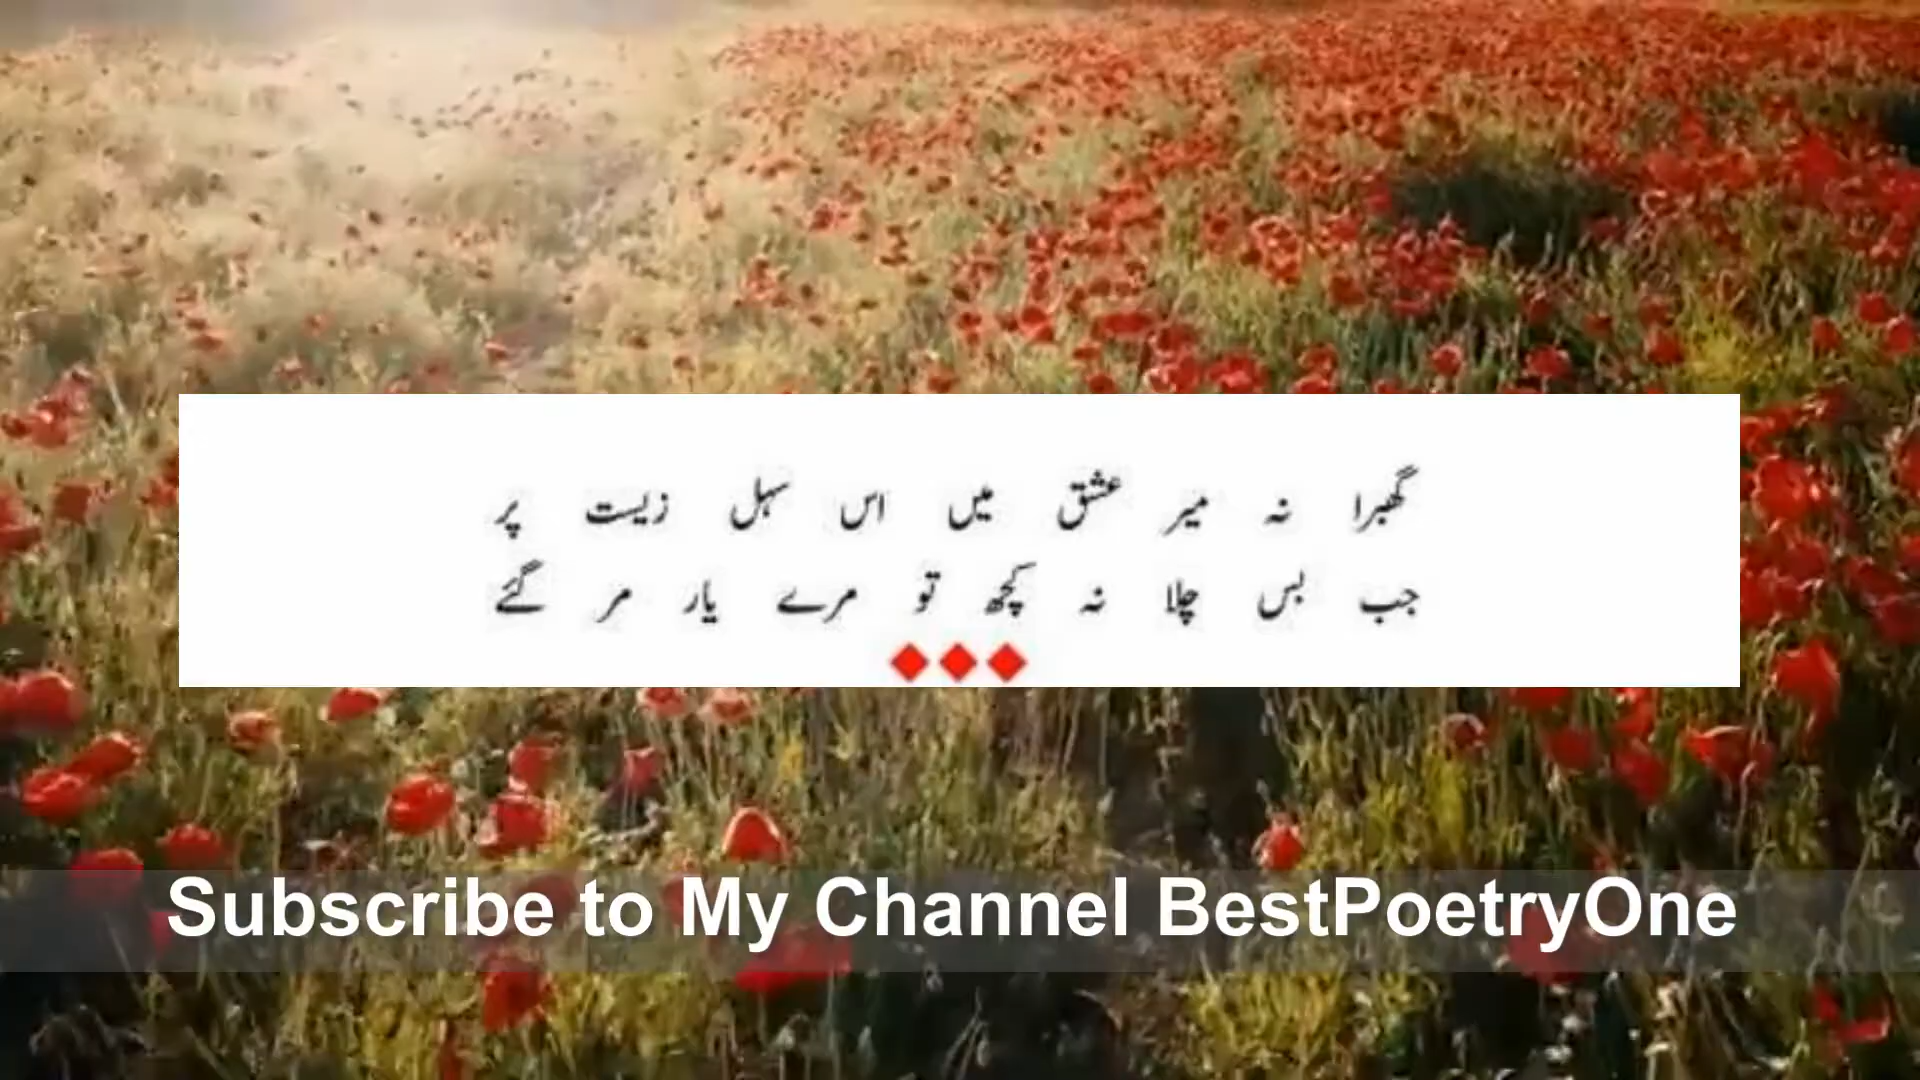 گھبرا نہ میر عشق میں اس سہل زیست پر
جب بس چلا نہ کچھ تو مرے یار مر گئے
Subscribe to My Channel BestPoetryOne